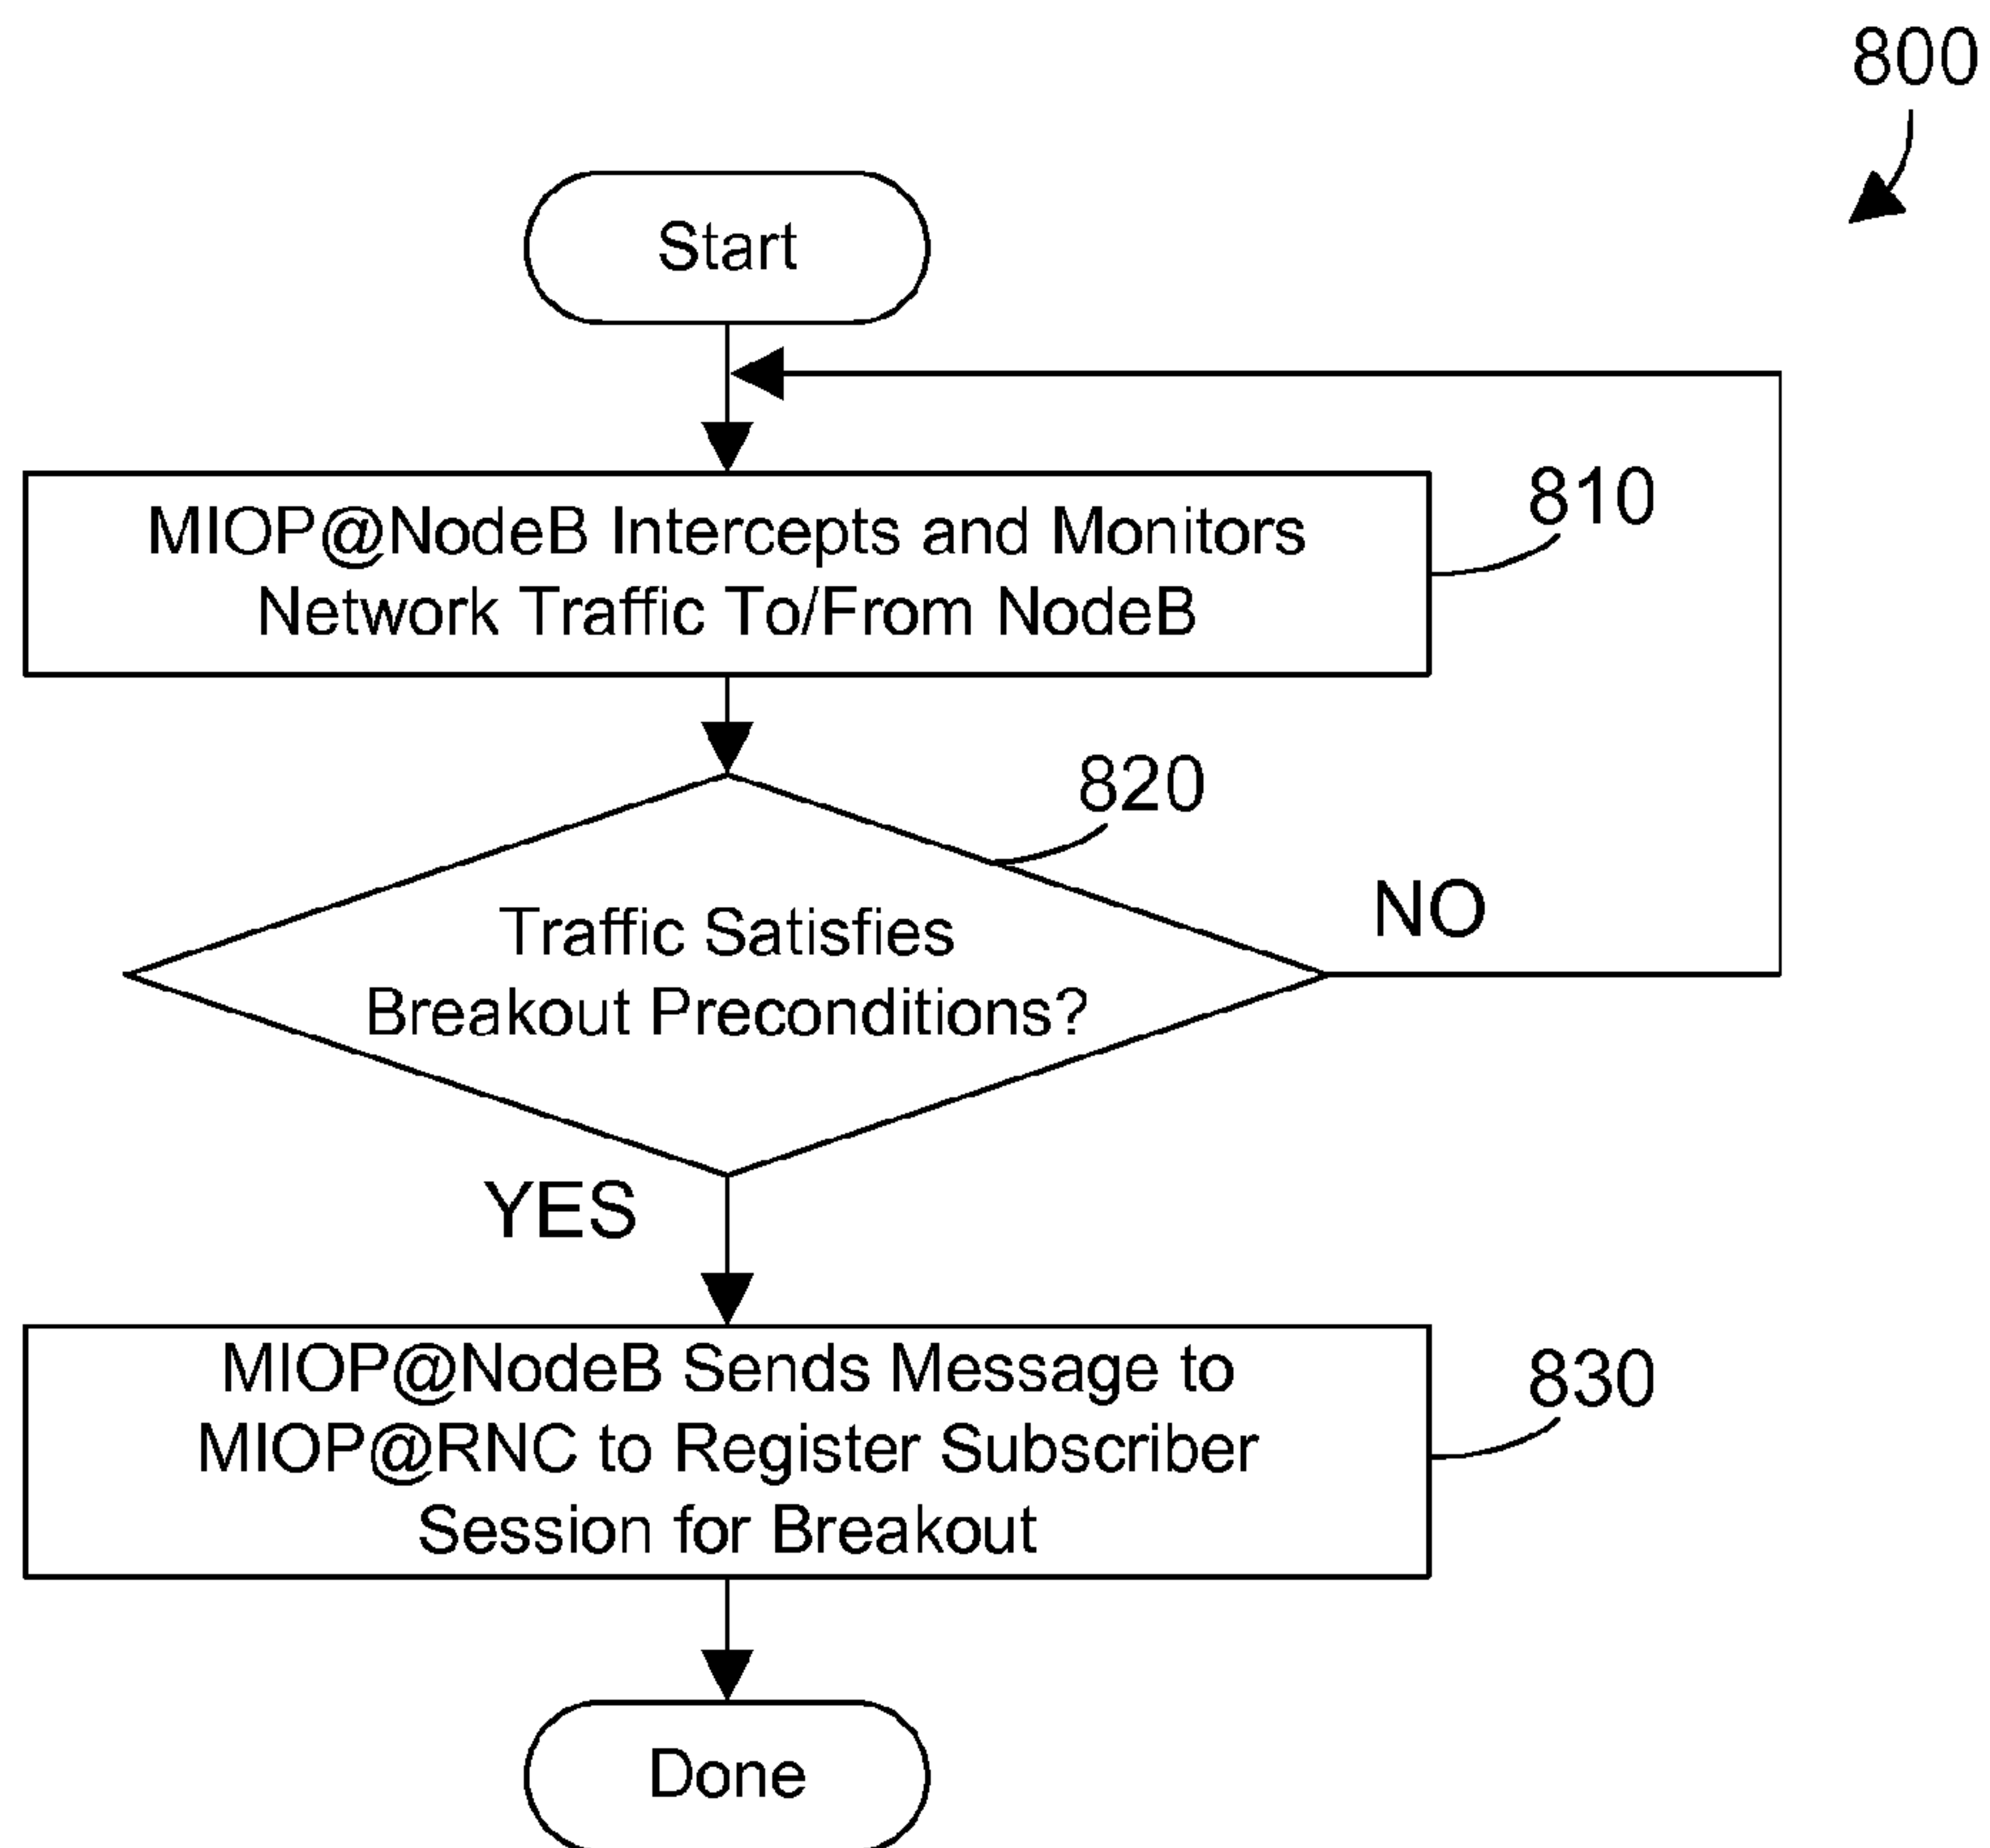 800
Start
MIOP@NodeB Intercepts and Monitors
Network Traffic To/From NodeB
810
820
Traffic Satisfies
Breakout Preconditions?
NO
YES
MIOP@NodeB Sends Message to
MIOP@RNC to Register Subscriber
Session for Breakout
830
Done